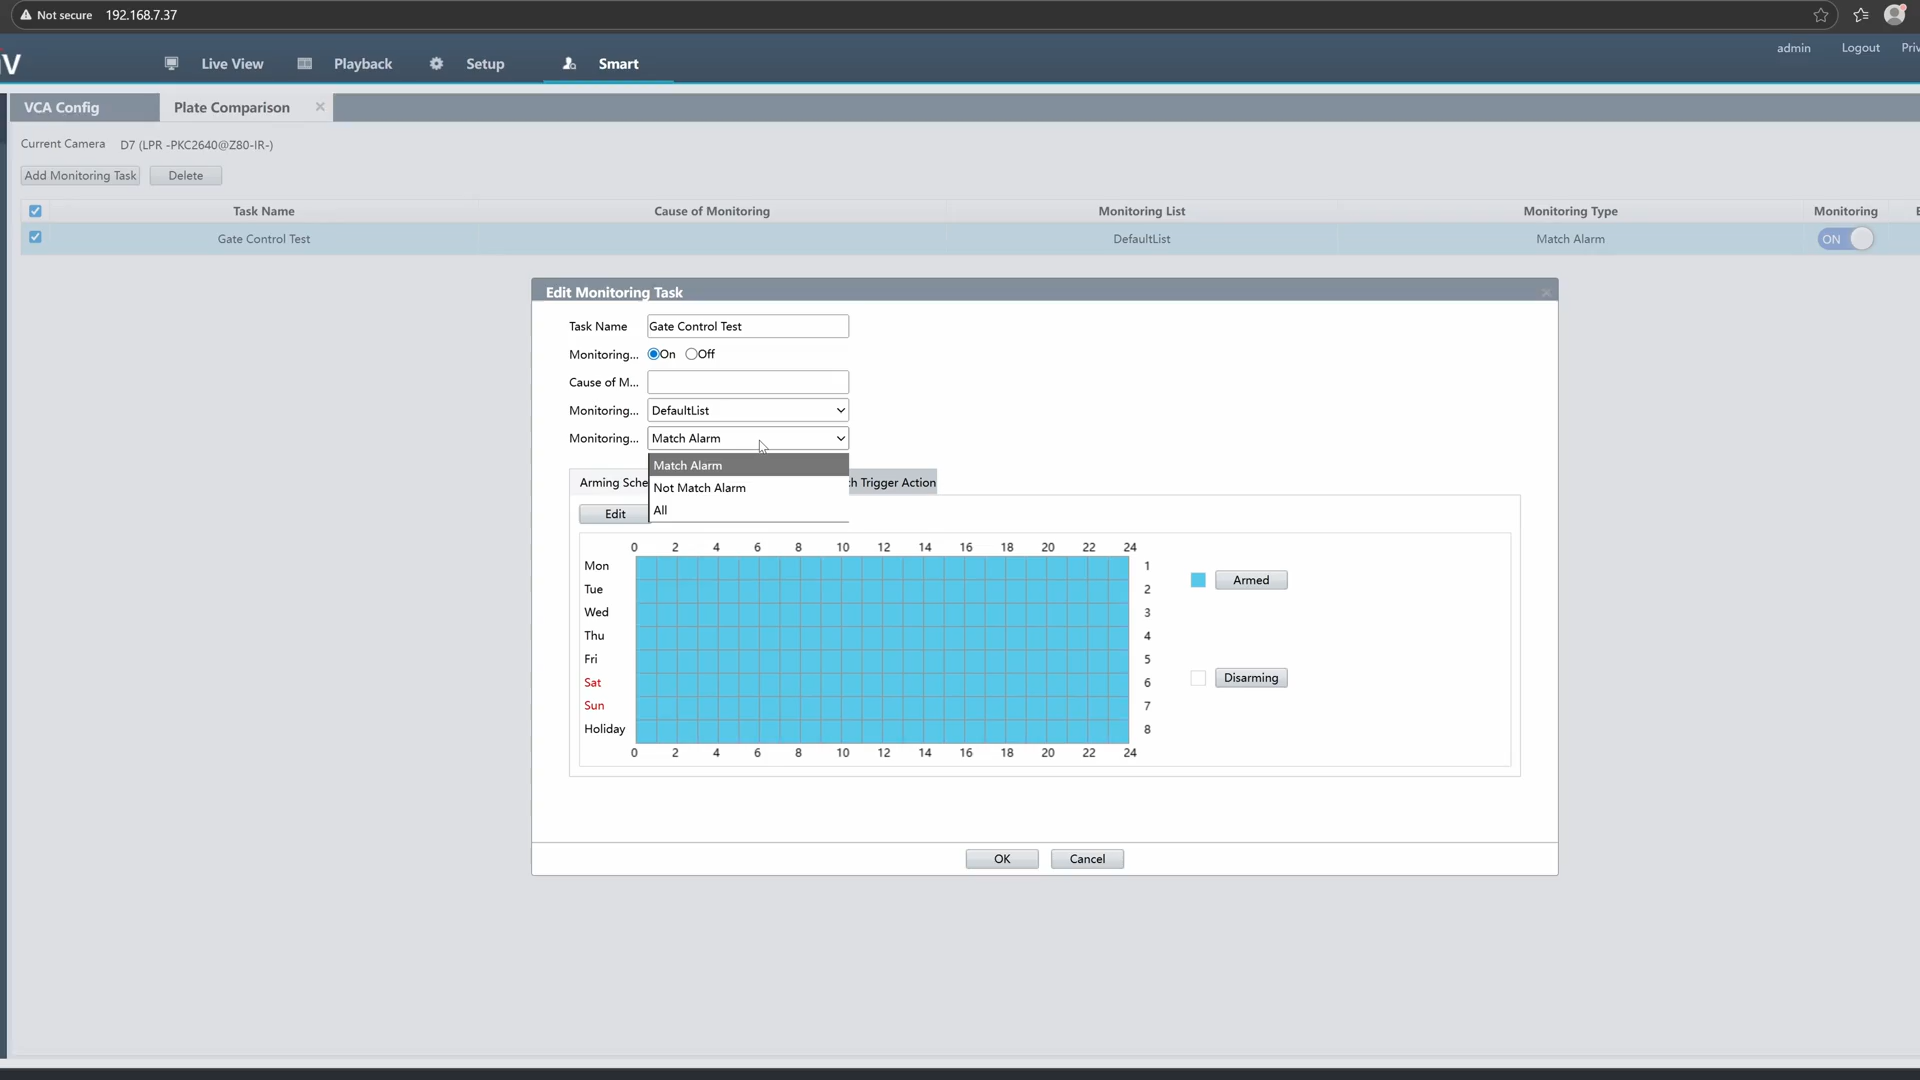 Not secure 192.168.7.37
Live View Playback Setup Smart
admin Logout Priv
VCA Config Plate Comparison
Current Camera D7 (LPR -PKC2640@Z80-IR-)
Add Monitoring Task Delete
Task Name Cause of Monitoring Monitoring List Monitoring Type Monitoring
Gate Control Test DefaultList Match Alarm ON
Edit Monitoring Task
Task Name Gate Control Test
Monitoring... On Off
Cause of M...
Monitoring... DefaultList
Monitoring... Match Alarm
Match Alarm
Not Match Alarm
All
Arming Sche h Trigger Action
Edit
0 2 4 6 8 10 12 14 16 18 20 22 24
Mon 1
Tue 2
Wed 3
Thu 4
Fri 5
Sat 6
Sun 7
Holiday 8
0 2 4 6 8 10 12 14 16 18 20 22 24
Armed
Disarming
OK Cancel